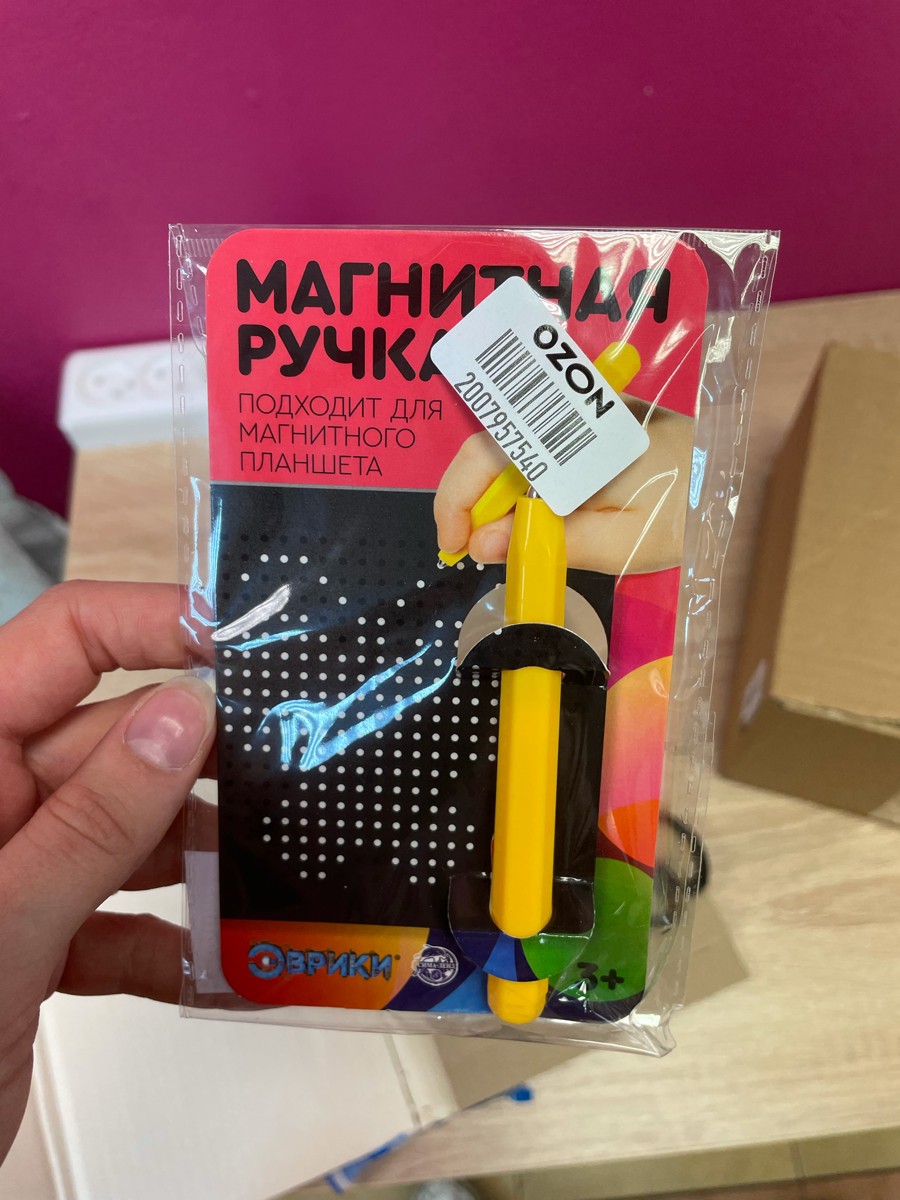 МАГНИТНАЯ
РУЧКА
ПОДХОДИТ ДЛЯ
МАГНИТНОГО
ПЛАНШЕТА
OZON
2007957540
ЭВРИКИ
3+